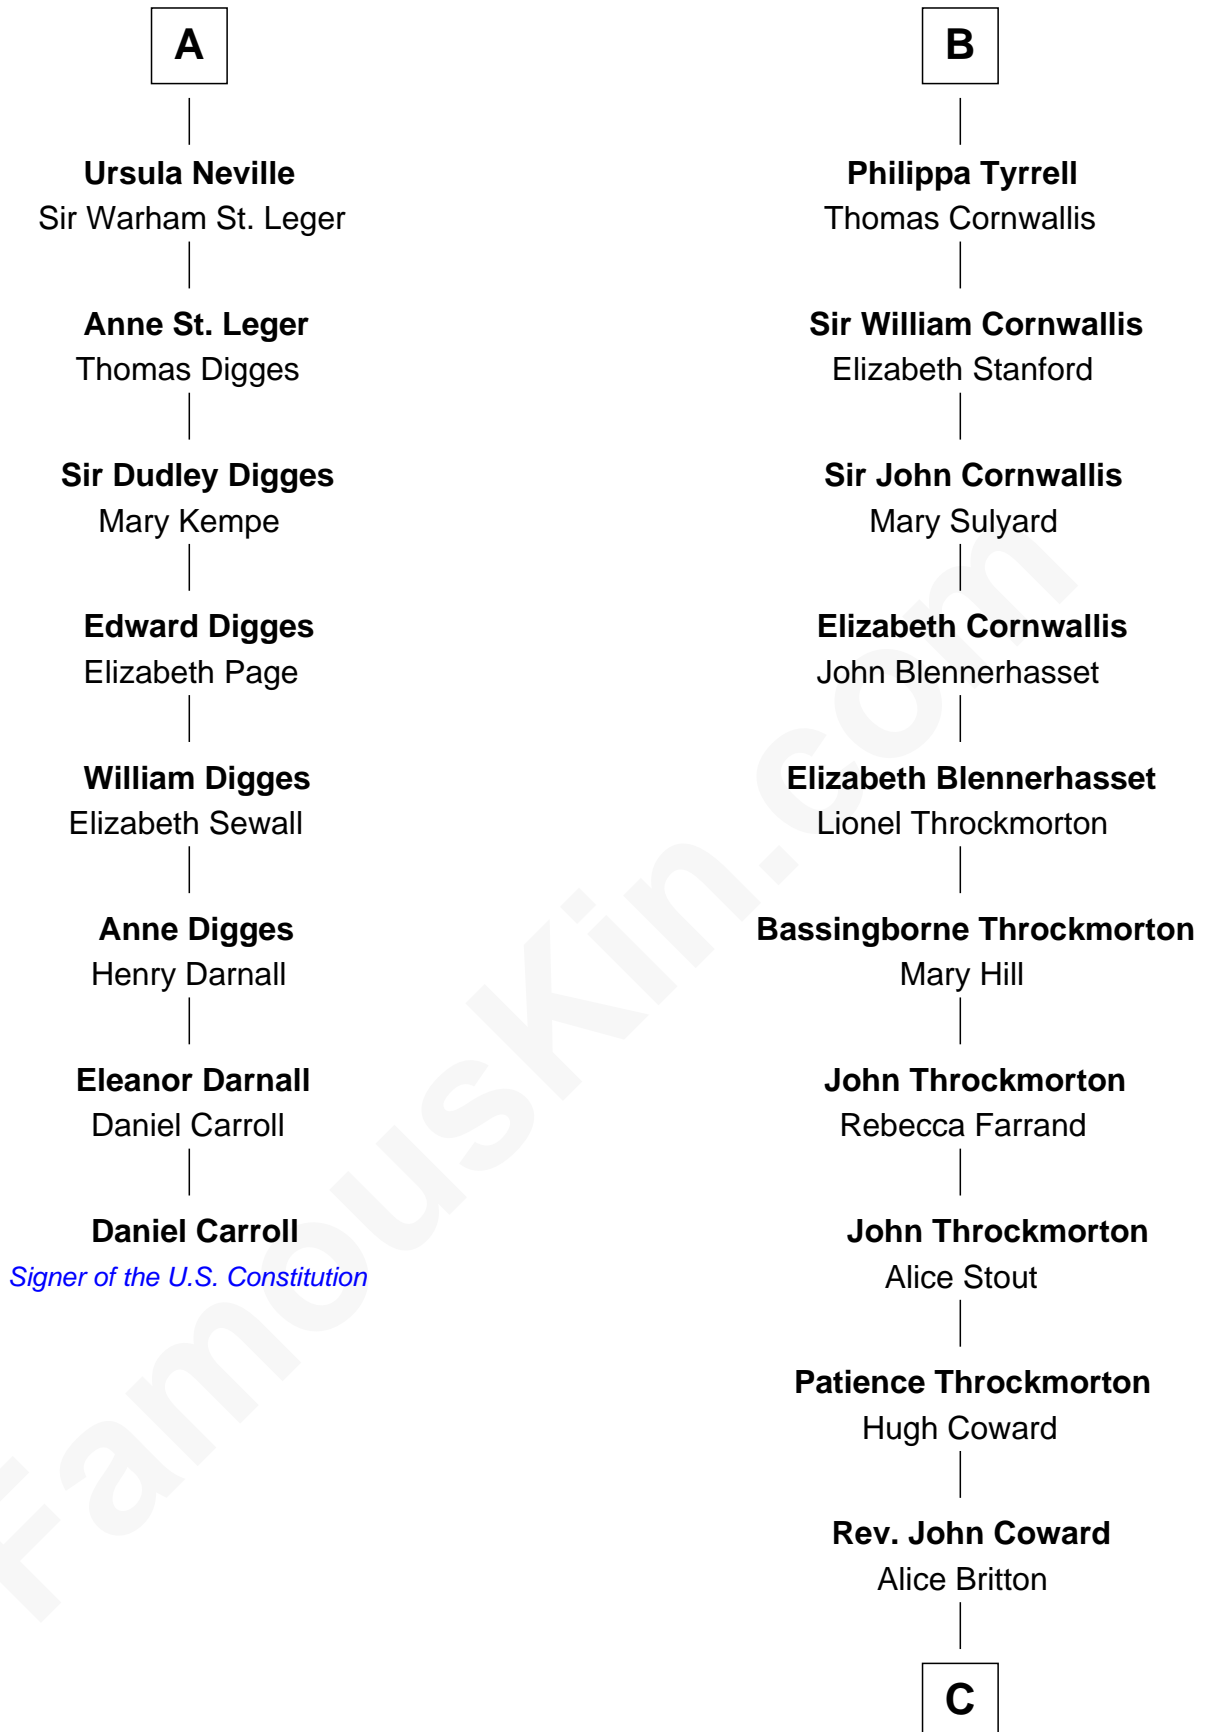 A
Ursula Neville
Sir Warham St. Leger
Anne St. Leger
Thomas Digges
Sir Dudley Digges
Mary Kempe
Edward Digges
Elizabeth Page
William Digges
Elizabeth Sewall
Anne Digges
Henry Darnall
Eleanor Darnall
Daniel Carroll
Daniel Carroll
Signer of the U.S. Constitution
B
Philippa Tyrrell
Thomas Cornwallis
Sir William Cornwallis
Elizabeth Stanford
Sir John Cornwallis
Mary Sulyard
Elizabeth Cornwallis
John Blennerhasset
Elizabeth Blennerhasset
Lionel Throckmorton
Bassingborne Throckmorton
Mary Hill
John Throckmorton
Rebecca Farrand
John Throckmorton
Alice Stout
Patience Throckmorton
Hugh Coward
Rev. John Coward
Alice Britton
C
FamousKin.com